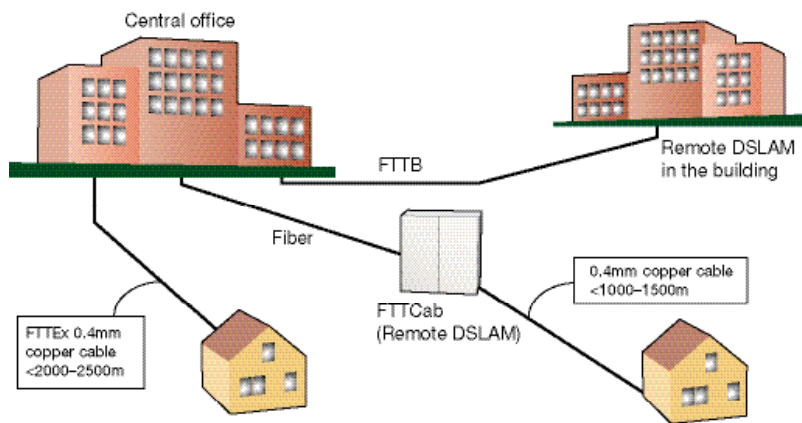 Central office
Remote DSLAM
in the building
FTTB
Fiber
0.4mm copper cable
<1000–1500m
FTTCab
(Remote DSLAM)
FTTEx 0.4mm
copper cable
<2000–2500m